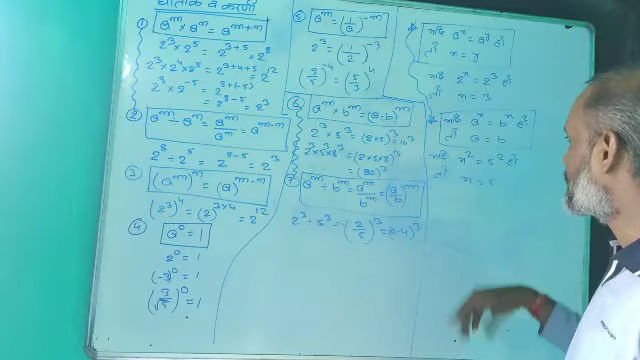 घातांक व करणी
1 a^m × a^m = a^{m+n}
2^3 × 2^5 = 2^{3+5} = 2^8
2^3 × 2^4 × 2^5 = 2^{3+4+5} = 2^{12}
2^8 × 2^{-5} = 2^{8+(-5)}
= 2^{8-5} = 2^3
2 a^m ÷ a^m = a^m/a^m = a^{m-n}
2^8 ÷ 2^5 = 2^{8-5} = 2^3
3 (a^m)^n = (a)^{m·n}
(2^3)^4 = (2)^{3×4} = 2^{12}
4 a^0 = 1
2^0 = 1
(-3)^0 = 1
5 a^m = (1/a)^{-m}
2^3 = (1/2)^{-3}
(3/5)^{-4} = (5/3)^4
6 a^m × b^m = (a·b)^m
2^3 × 5^3 = (2×5)^3 = 10^3
2^3×5^3×8^3 = (2×5×8)^3
= (80)^3
7 a^m ÷ b^m = a^m/b^m = (a/b)^m
2^3 ÷ 5^3 = (2/5)^3 = (0.4)^3
यदि a^x = a^y हो
तो x = y
यदि 2^x = 2^3 हो
तो x = 3
यदि a^x = b^x हो
तो a = b
यदि x^2 = 5^2 हो
तो x = 5